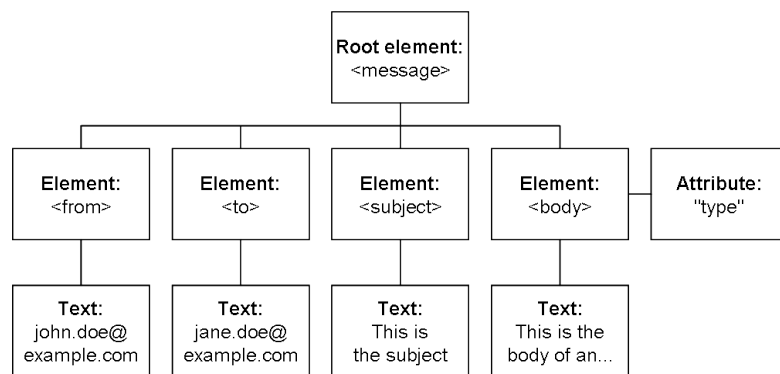 Root element:
<message>
Element:
<from>
Element:
<to>
Element:
<subject>
Element:
<body>
Attribute:
"type"
Text:
john.doe@
example.com
Text:
jane.doe@
example.com
Text:
This is
the subject
Text:
This is the
body of an...